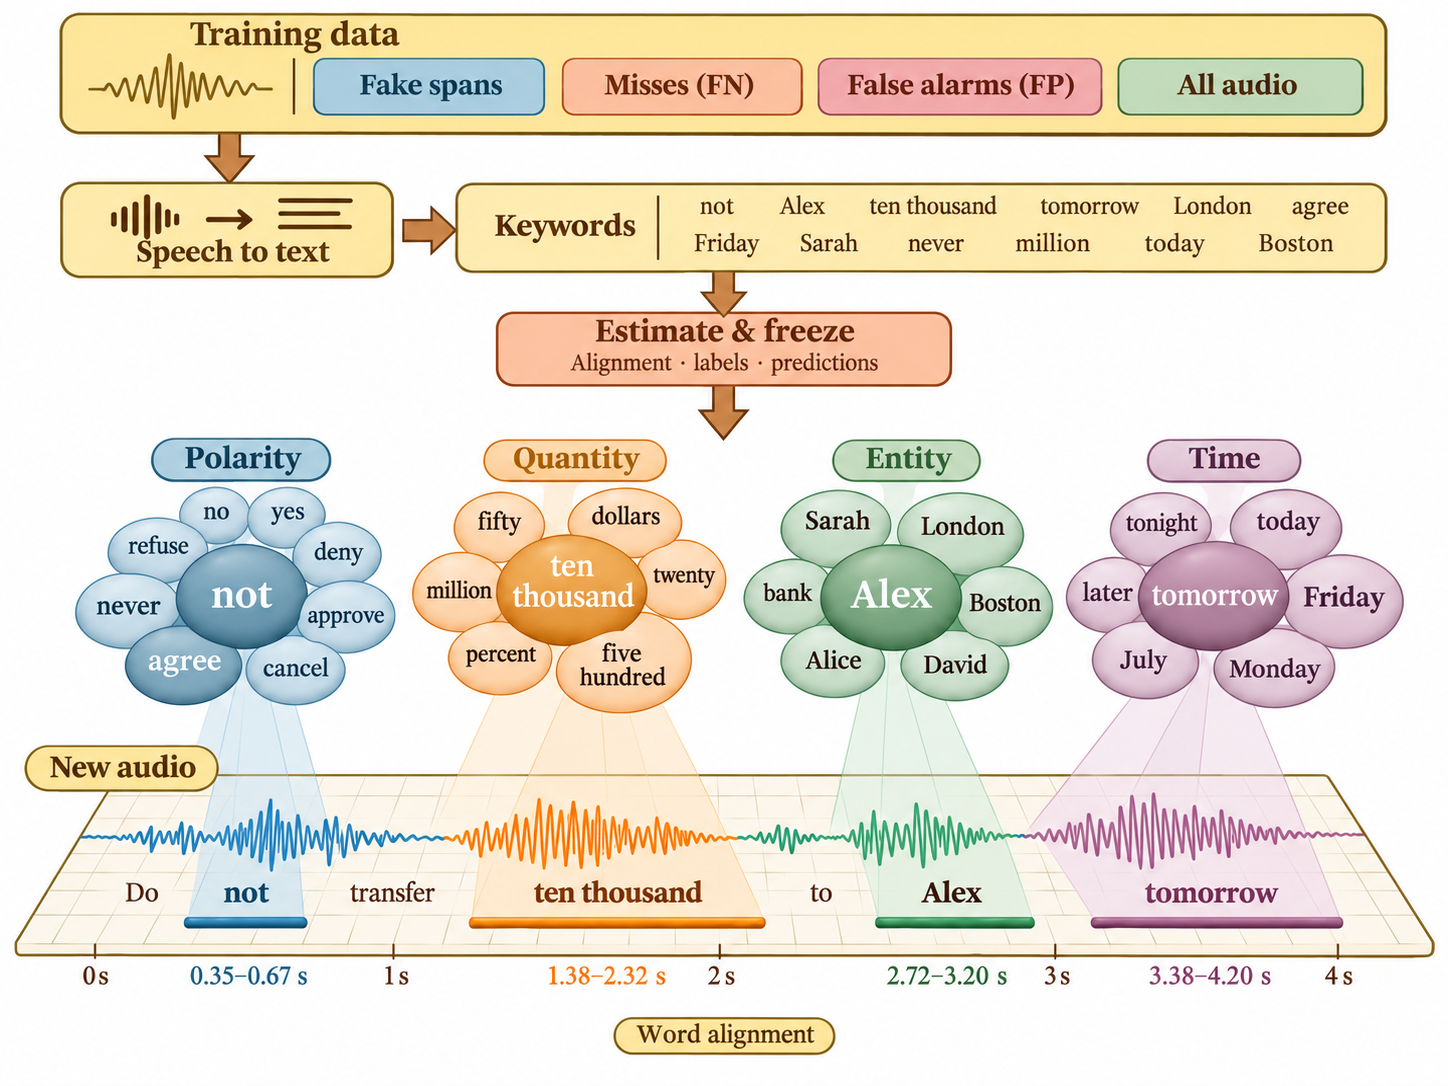 Training data
Fake spans
Misses (FN)
False alarms (FP)
All audio
Speech to text
Keywords
not Alex ten thousand tomorrow London agree
Friday Sarah never million today Boston
Estimate & freeze
Alignment · labels · predictions
Polarity
no
yes
refuse
deny
not
never
approve
agree
cancel
Quantity
fifty
dollars
ten
thousand
million
twenty
percent
five
hundred
Entity
Sarah
London
bank
Alex
Boston
Alice
David
Time
tonight
today
later
tomorrow
Friday
July
Monday
New audio
Do not transfer ten thousand to Alex tomorrow
0s 0.35–0.67 s 1s 1.38–2.32 s 2s 2.72–3.20 s 3s 3.38–4.20 s 4s
Word alignment